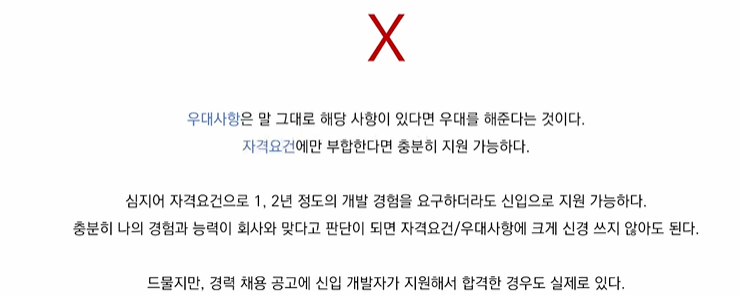 X
우대사항은 말 그대로 해당 사항이 있다면 우대를 해준다는 것이다.
자격요건에만 부합한다면 충분히 지원 가능하다.
심지어 자격요건으로 1, 2년 정도의 개발 경험을 요구하더라도 신입으로 지원 가능하다.
충분히 나의 경험과 능력이 회사와 맞다고 판단이 되면 자격요건/우대사항에 크게 신경 쓰지 않아도 된다.
드물지만, 경력 채용 공고에 신입 개발자가 지원해서 합격한 경우도 실제로 있다.